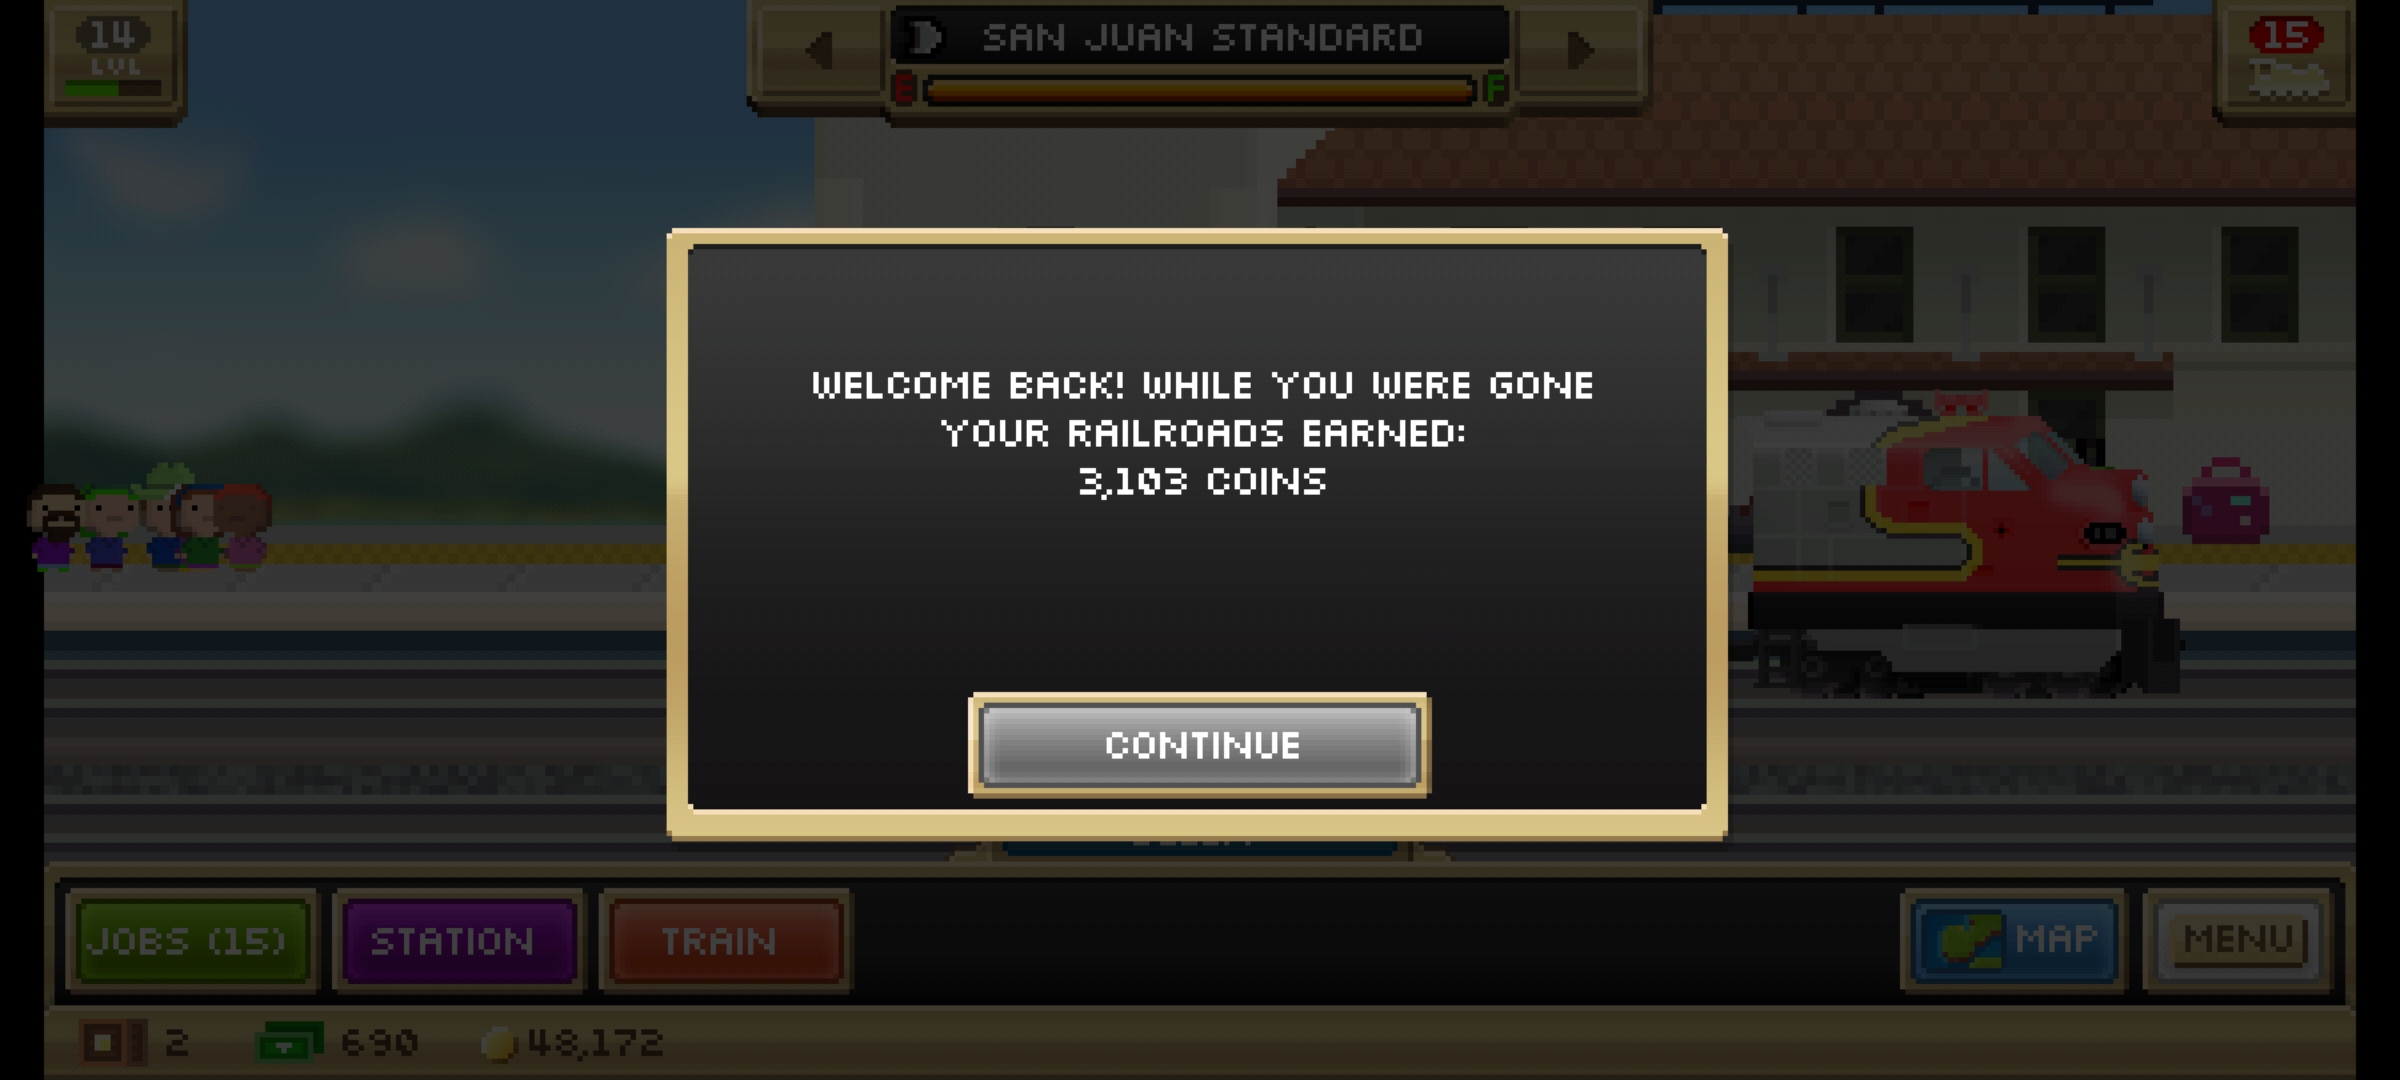 14
LVL
SAN JUAN STANDARD
E F
15
WELCOME BACK! WHILE YOU WERE GONE
YOUR RAILROADS EARNED:
3,103 COINS
CONTINUE
JOBS (15)
STATION
TRAIN
MAP
MENU
2
690
48,172